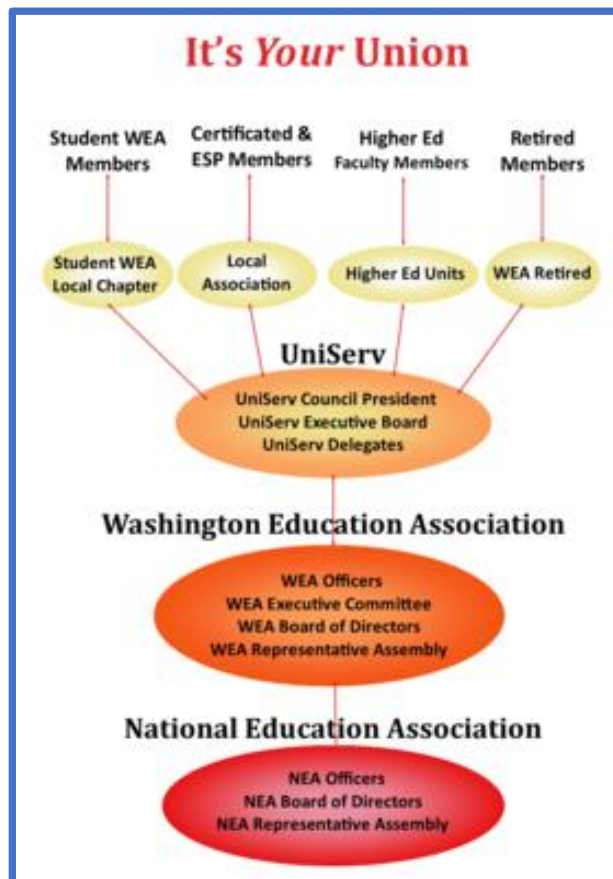 It's Your Union
Student WEA
Members
Certificated &
ESP Members
Higher Ed
Faculty Members
Retired
Members
Student WEA
Local Chapter
Local
Association
Higher Ed Units
WEA Retired
UniServ
UniServ Council President
UniServ Executive Board
UniServ Delegates
Washington Education Association
WEA Officers
WEA Executive Committee
WEA Board of Directors
WEA Representative Assembly
National Education Association
NEA Officers
NEA Board of Directors
NEA Representative Assembly